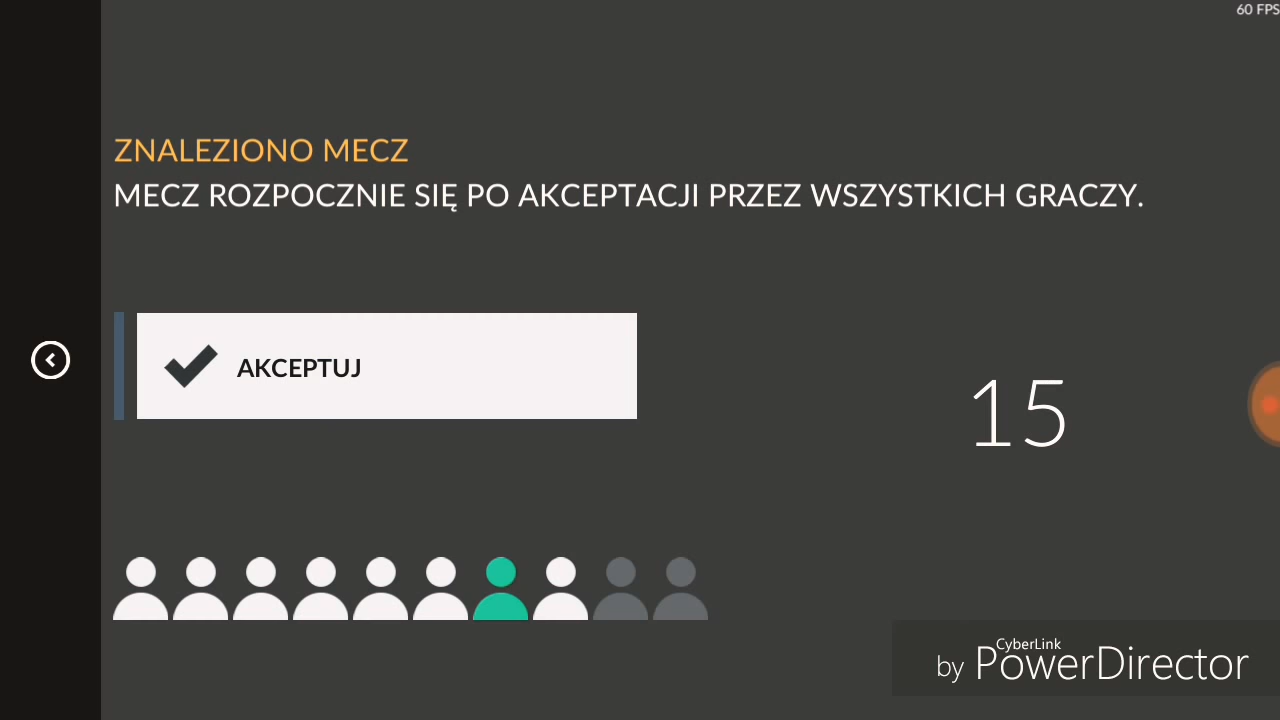 60 FPS
ZNALEZIONO MECZ
MECZ ROZPOCZNIE SIĘ PO AKCEPTACJI PRZEZ WSZYSTKICH GRACZY.
AKCEPTUJ
15
CyberLink
by PowerDirector